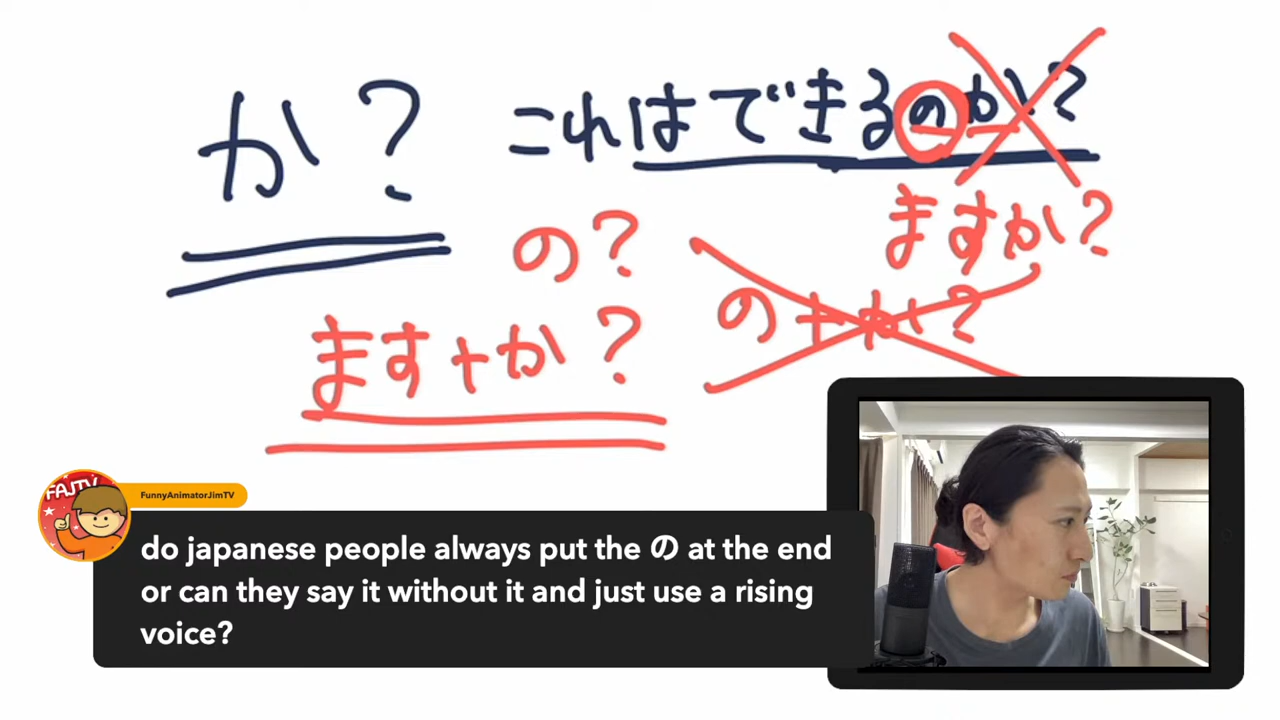 か?
これはできるのか?
ますか?
の?
の+か?
ます+か?
FAJTV
FunnyAnimatorJimTV
do japanese people always put the の at the end
or can they say it without it and just use a rising
voice?